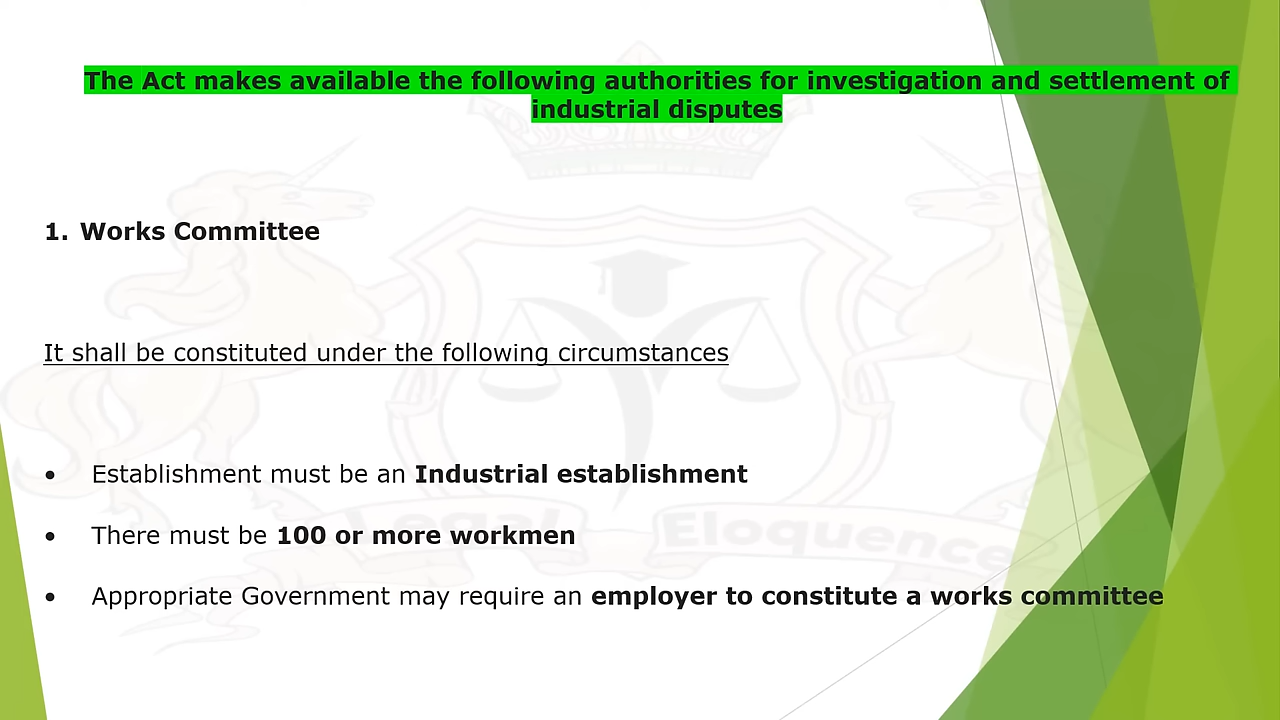 The Act makes available the following authorities for investigation and settlement of
industrial disputes
1. Works Committee
It shall be constituted under the following circumstances
• Establishment must be an Industrial establishment
• There must be 100 or more workmen
• Appropriate Government may require an employer to constitute a works committee
Legal Eloquence